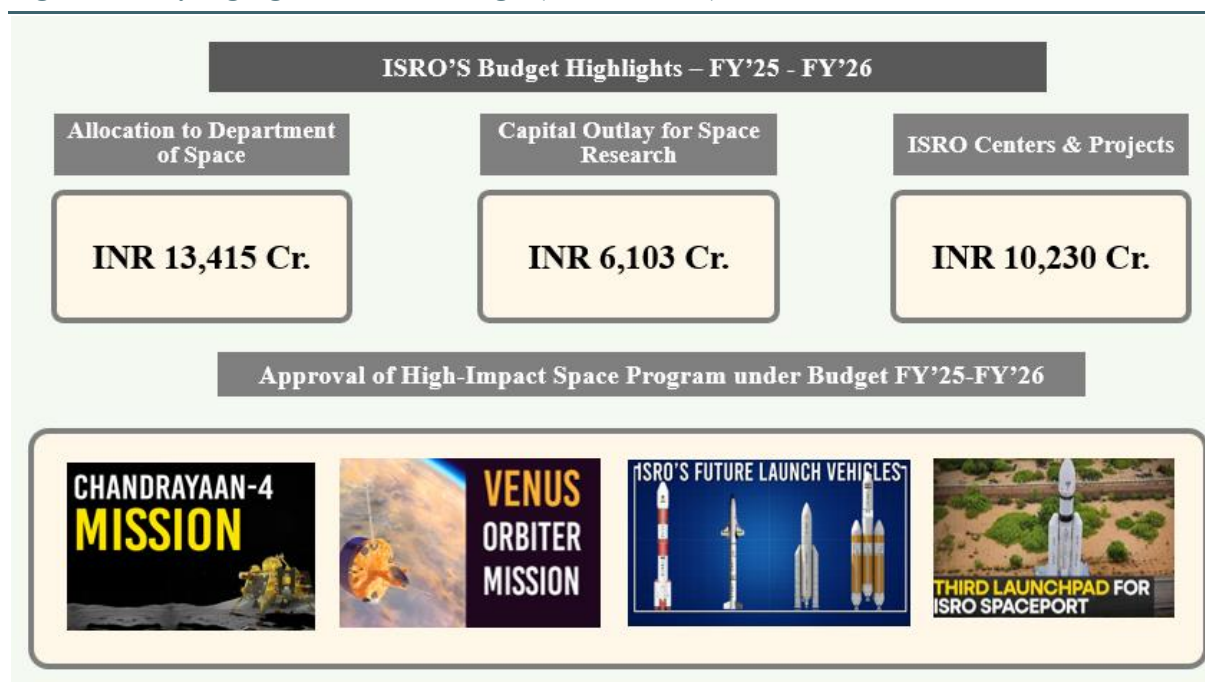 ISRO'S Budget Highlights – FY'25 - FY'26
Allocation to Department
of Space
Capital Outlay for Space
Research
ISRO Centers & Projects
INR 13,415 Cr.
INR 6,103 Cr.
INR 10,230 Cr.
Approval of High-Impact Space Program under Budget FY'25-FY'26
CHANDRAYAAN-4
MISSION
VENUS
ORBITER
MISSION
ISRO'S FUTURE LAUNCH VEHICLES
THIRD LAUNCHPAD FOR
ISRO SPACEPORT